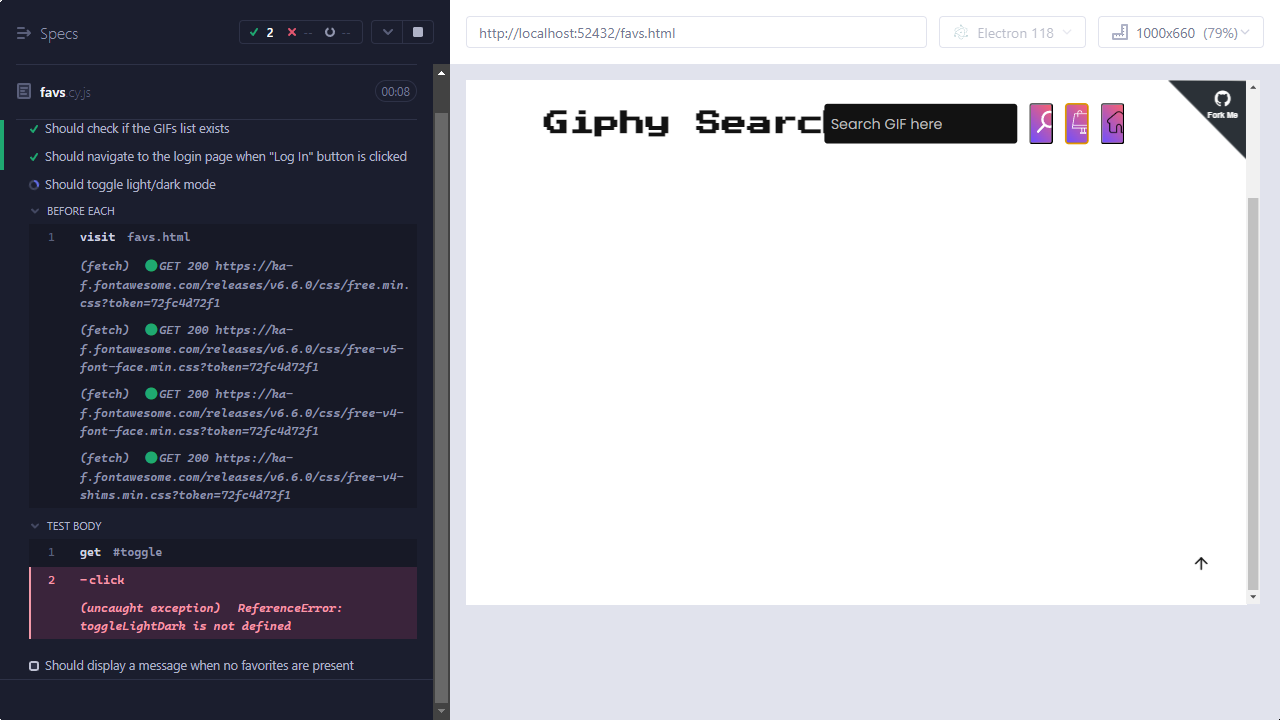 Specs
2
--
--
favs.cy.js
00:08
Should check if the GIFs list exists
Should navigate to the login page when "Log In" button is clicked
Should toggle light/dark mode
BEFORE EACH
1 visit favs.html
(fetch) GET 200 https://ka-
f.fontawesome.com/releases/v6.6.0/css/free.min.
css?token=72fc4d72f1
(fetch) GET 200 https://ka-
f.fontawesome.com/releases/v6.6.0/css/free-v5-
font-face.min.css?token=72fc4d72f1
(fetch) GET 200 https://ka-
f.fontawesome.com/releases/v6.6.0/css/free-v4-
font-face.min.css?token=72fc4d72f1
(fetch) GET 200 https://ka-
f.fontawesome.com/releases/v6.6.0/css/free-v4-
shims.min.css?token=72fc4d72f1
TEST BODY
1 get #toggle
2 -click
(uncaught exception) ReferenceError:
toggleLightDark is not defined
Should display a message when no favorites are present
http://localhost:52432/favs.html
Electron 118
1000x660 (79%)
Giphy Search
Search GIF here
Fork Me